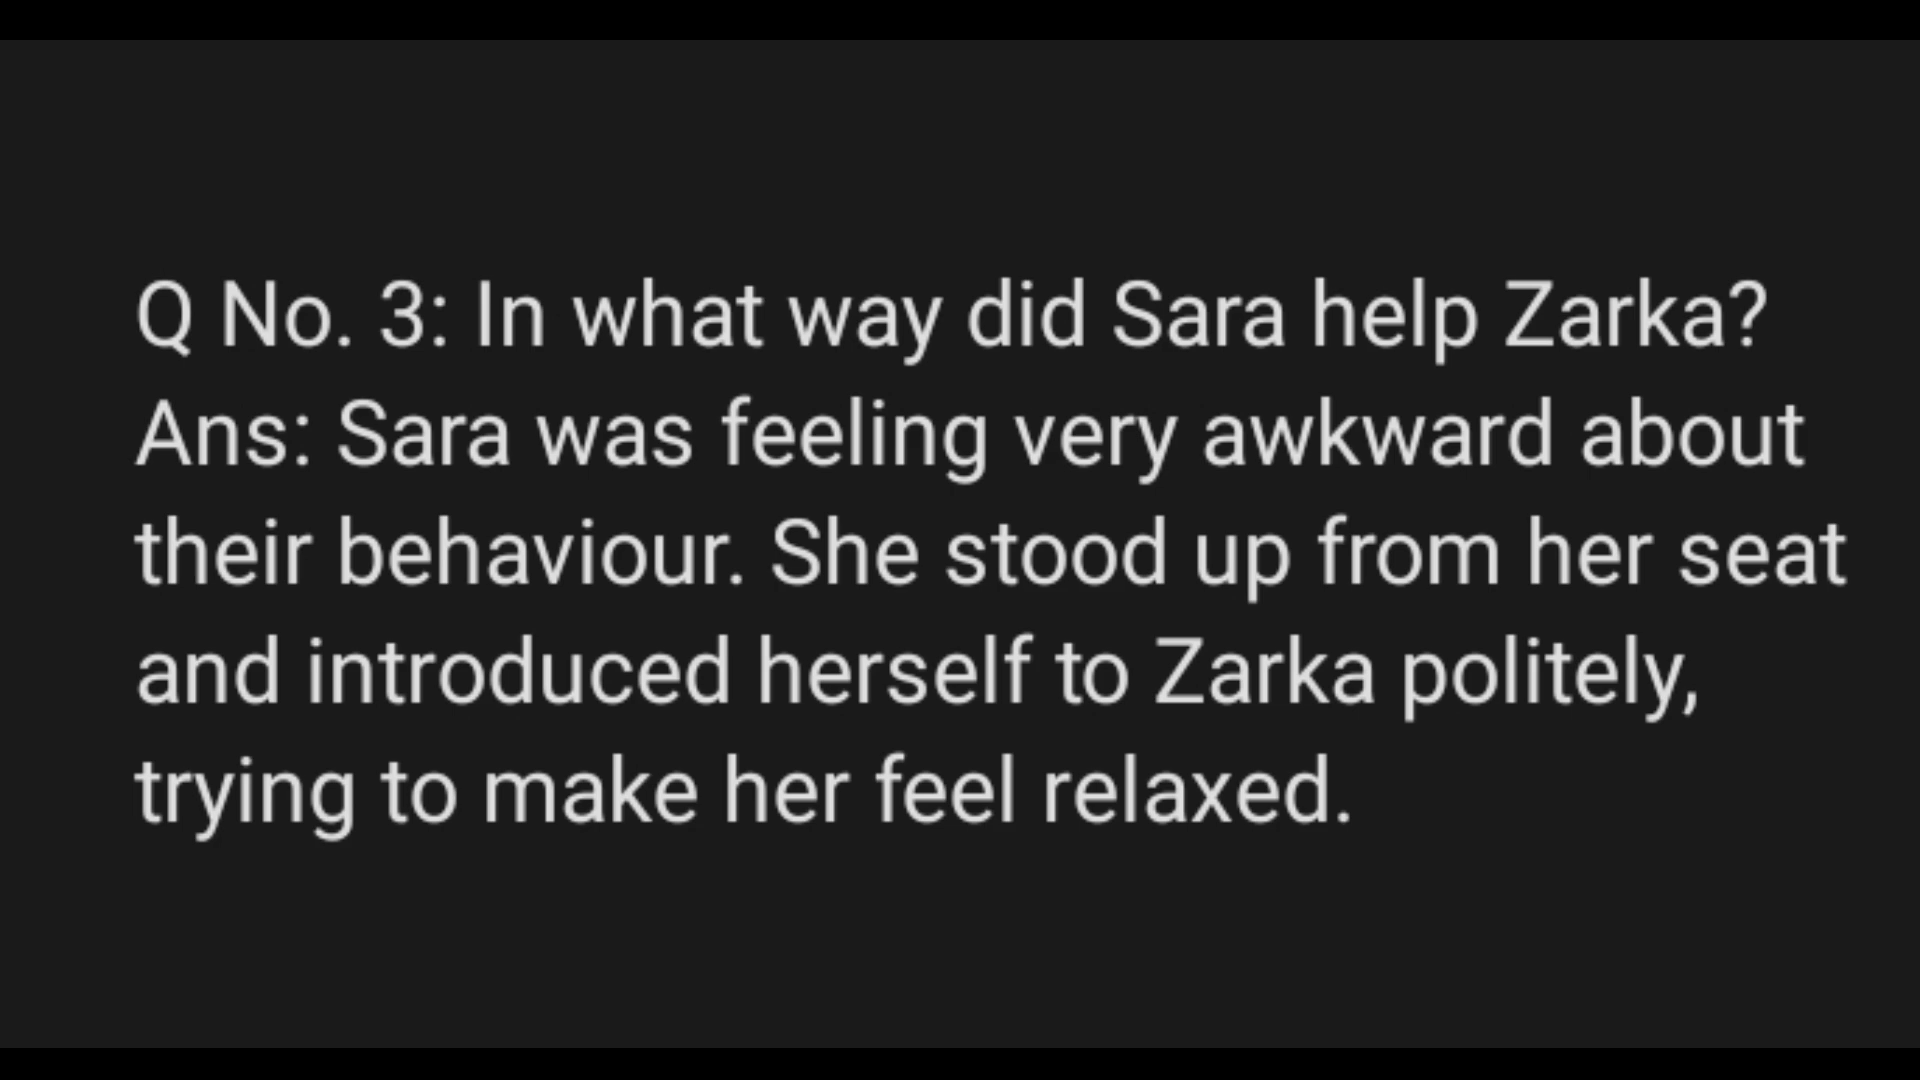 Q No. 3: In what way did Sara help Zarka?
Ans: Sara was feeling very awkward about
their behaviour. She stood up from her seat
and introduced herself to Zarka politely,
trying to make her feel relaxed.